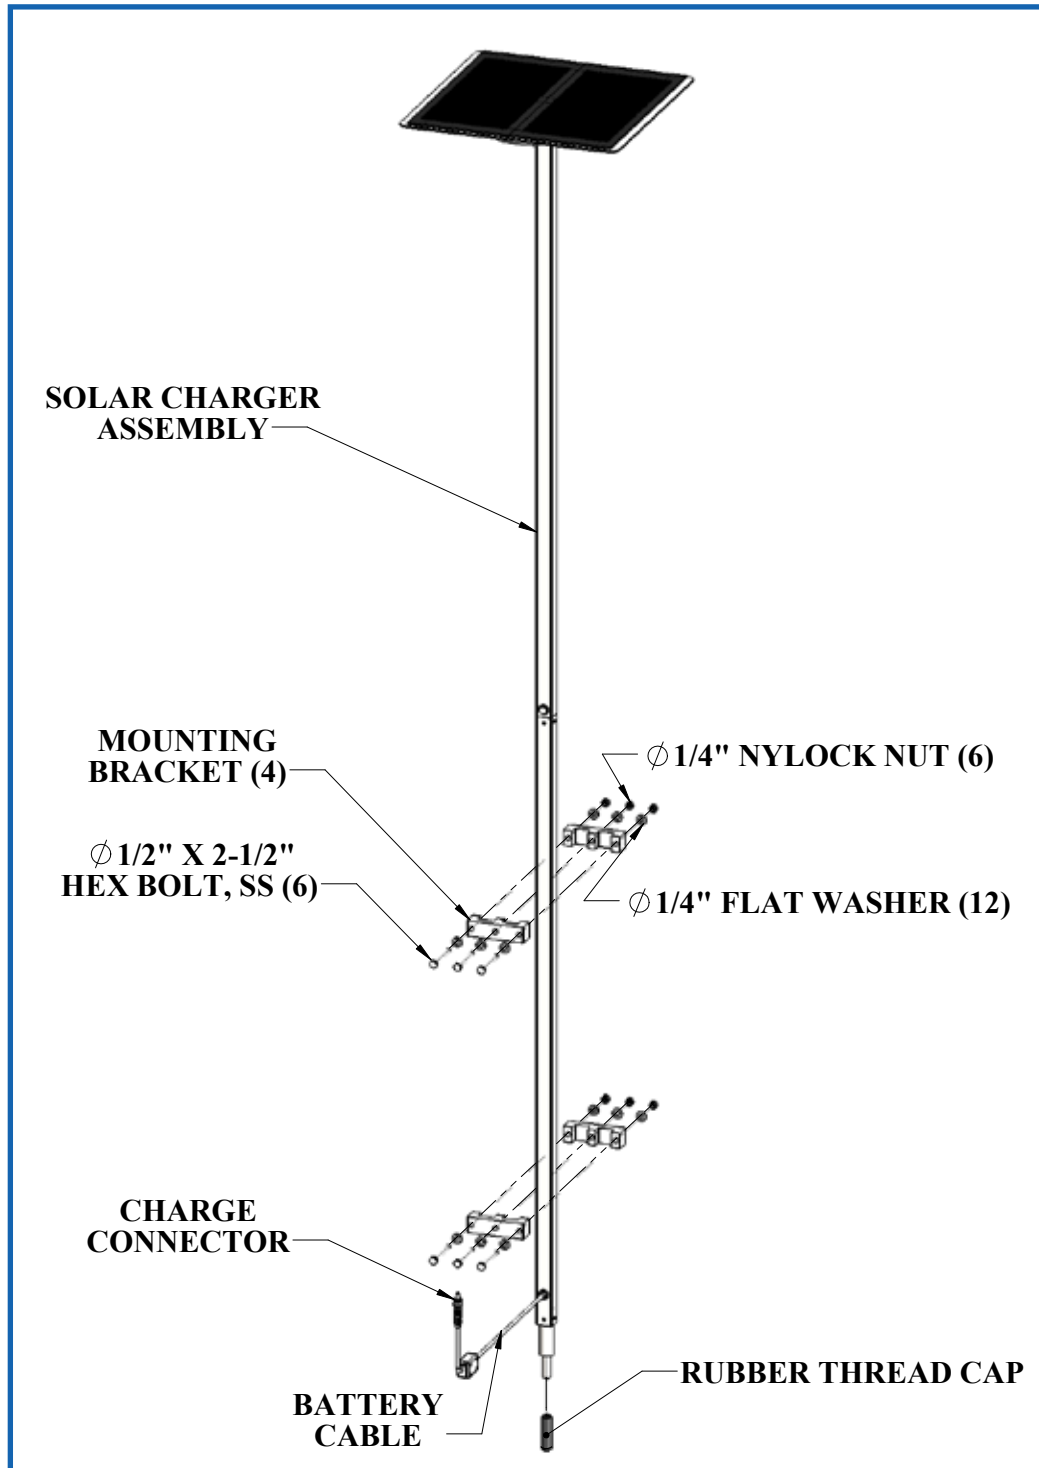 SOLAR CHARGER
ASSEMBLY
MOUNTING
BRACKET (4)
∅1/4" NYLOCK NUT (6)
∅1/2" X 2-1/2"
HEX BOLT, SS (6)
∅1/4" FLAT WASHER (12)
CHARGE
CONNECTOR
RUBBER THREAD CAP
BATTERY
CABLE